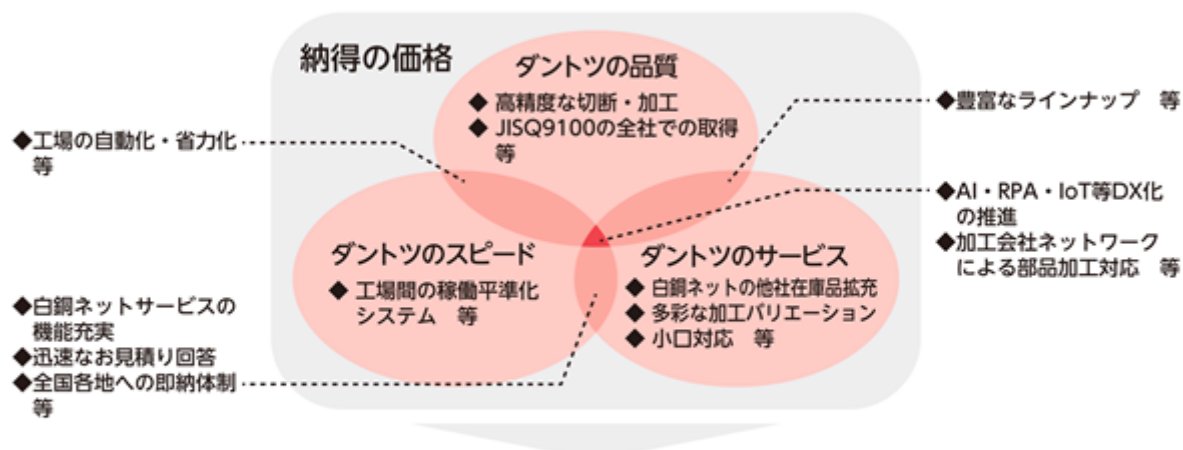 納得の価格
ダントツの品質
◆ 高精度な切断・加工
◆ JISQ9100の全社での取得
等
◆豊富なラインナップ　等
◆工場の自動化・省力化
等
◆AI・RPA・IoT等DX化
の推進
◆加工会社ネットワーク
による部品加工対応　等
ダントツのスピード
◆ 工場間の稼働平準化
システム　等
ダントツのサービス
◆ 白銅ネットの他社在庫品拡充
◆ 多彩な加工バリエーション
◆ 小口対応　等
◆白銅ネットサービスの
機能充実
◆迅速なお見積り回答
◆全国各地への即納体制
等